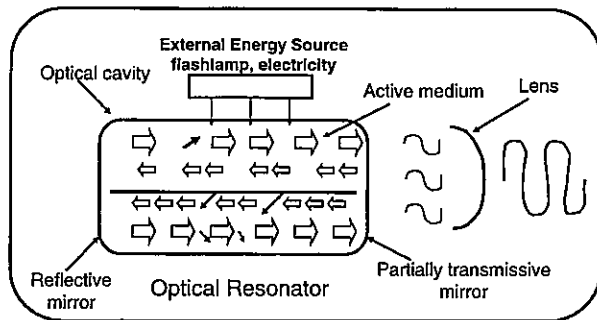 External Energy Source
flashlamp, electricity
Optical cavity
Active medium
Lens
Reflective
mirror
Optical Resonator
Partially transmissive
mirror